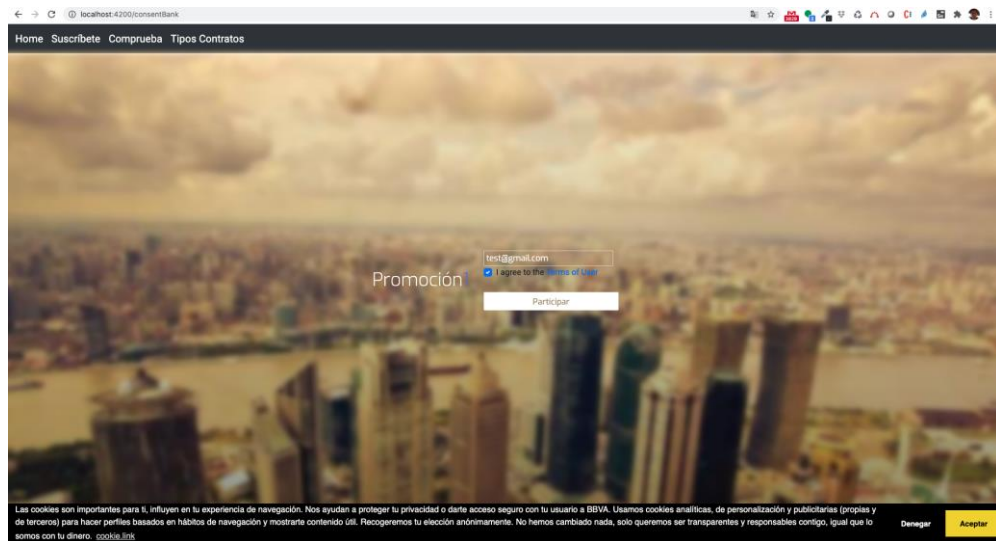 localhost:4200/consentBank
Home Suscríbete Comprueba Tipos Contratos
test@gmail.com
Promoción1
I agree to the Terms of User
Participar
Las cookies son importantes para ti, influyen en tu experiencia de navegación. Nos ayudan a proteger tu privacidad o darte acceso seguro con tu usuario a BBVA. Usamos cookies analíticas, de personalización y publicitarias (propias y
de terceros) para hacer perfiles basados en hábitos de navegación y mostrarte contenido útil. Recogeremos tu elección anónimamente. No hemos cambiado nada, solo queremos ser transparentes y responsables contigo, igual que lo
somos con tu dinero. cookie.link
Denegar Aceptar